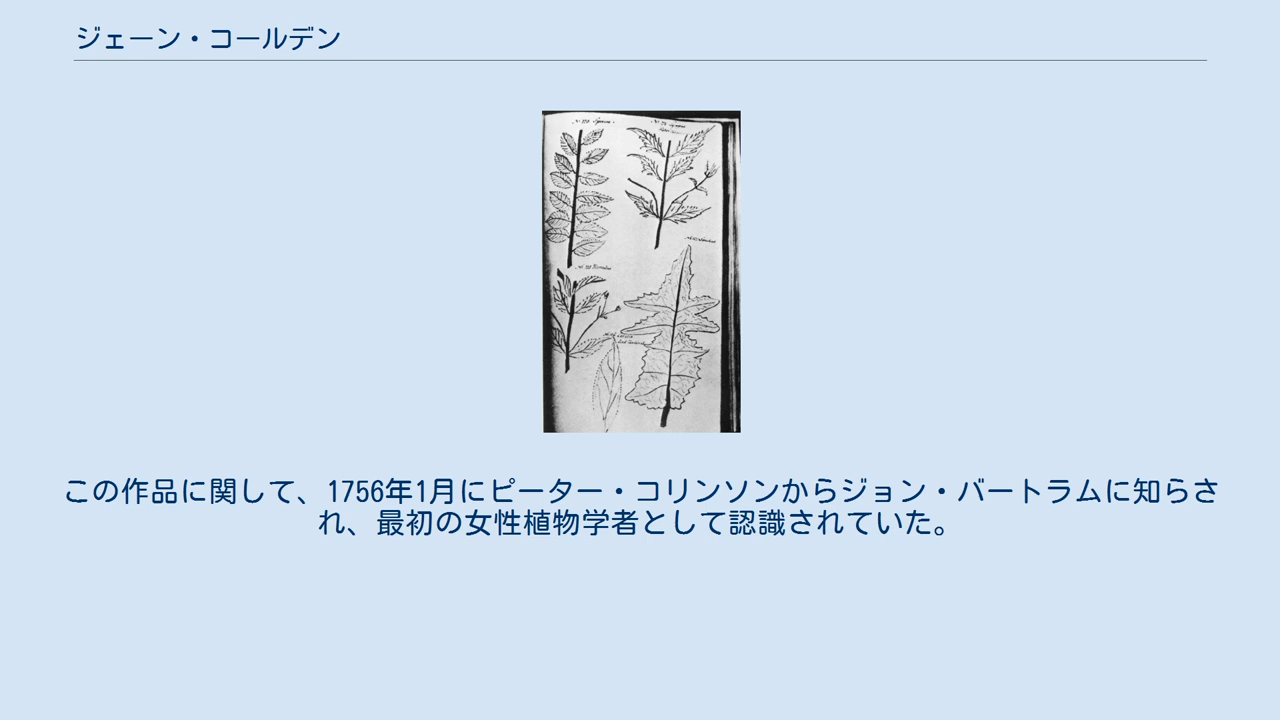 ジェーン・コールデン
この作品に関して、1756年1月にピーター・コリンソンからジョン・バートラムに知らさ
れ、最初の女性植物学者として認識されていた。